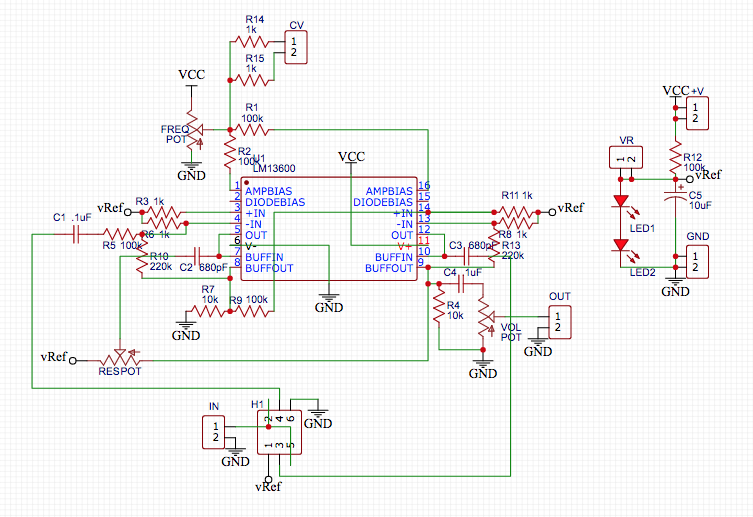 R14
1k
CV
1
2
R15
1k
VCC
R1
100k
FREQ
POT
GND
R2
100k
U1
LM13600
VCC
VCC +V
1
2
VR
1 2
R12
100k
vRef
C5
10uF
LED1
LED2
GND
1
2
GND
1 AMPBIAS AMPBIAS 16
2 DIODEBIAS DIODEBIAS 15
3 +IN +IN 14
4 -IN -IN 13
5 OUT OUT 12
6 V- V+ 11
7 BUFFIN BUFFIN 10
8 BUFFOUT BUFFOUT 9
vRef
R3 1k
R6 1k
C1 .1uF
R5 100k
R10
220k
C2 680pF
R11 1k
vRef
R8 1k
C3 680pF
R13
220k
C4 .1uF
R7
10k
R9 100k
GND
GND
R4
10k
VOL
POT
OUT
1
2
GND
GND
vRef
RESPOT
IN
1
2
GND
H1
2 4 6
1 3 5
GND
vRef